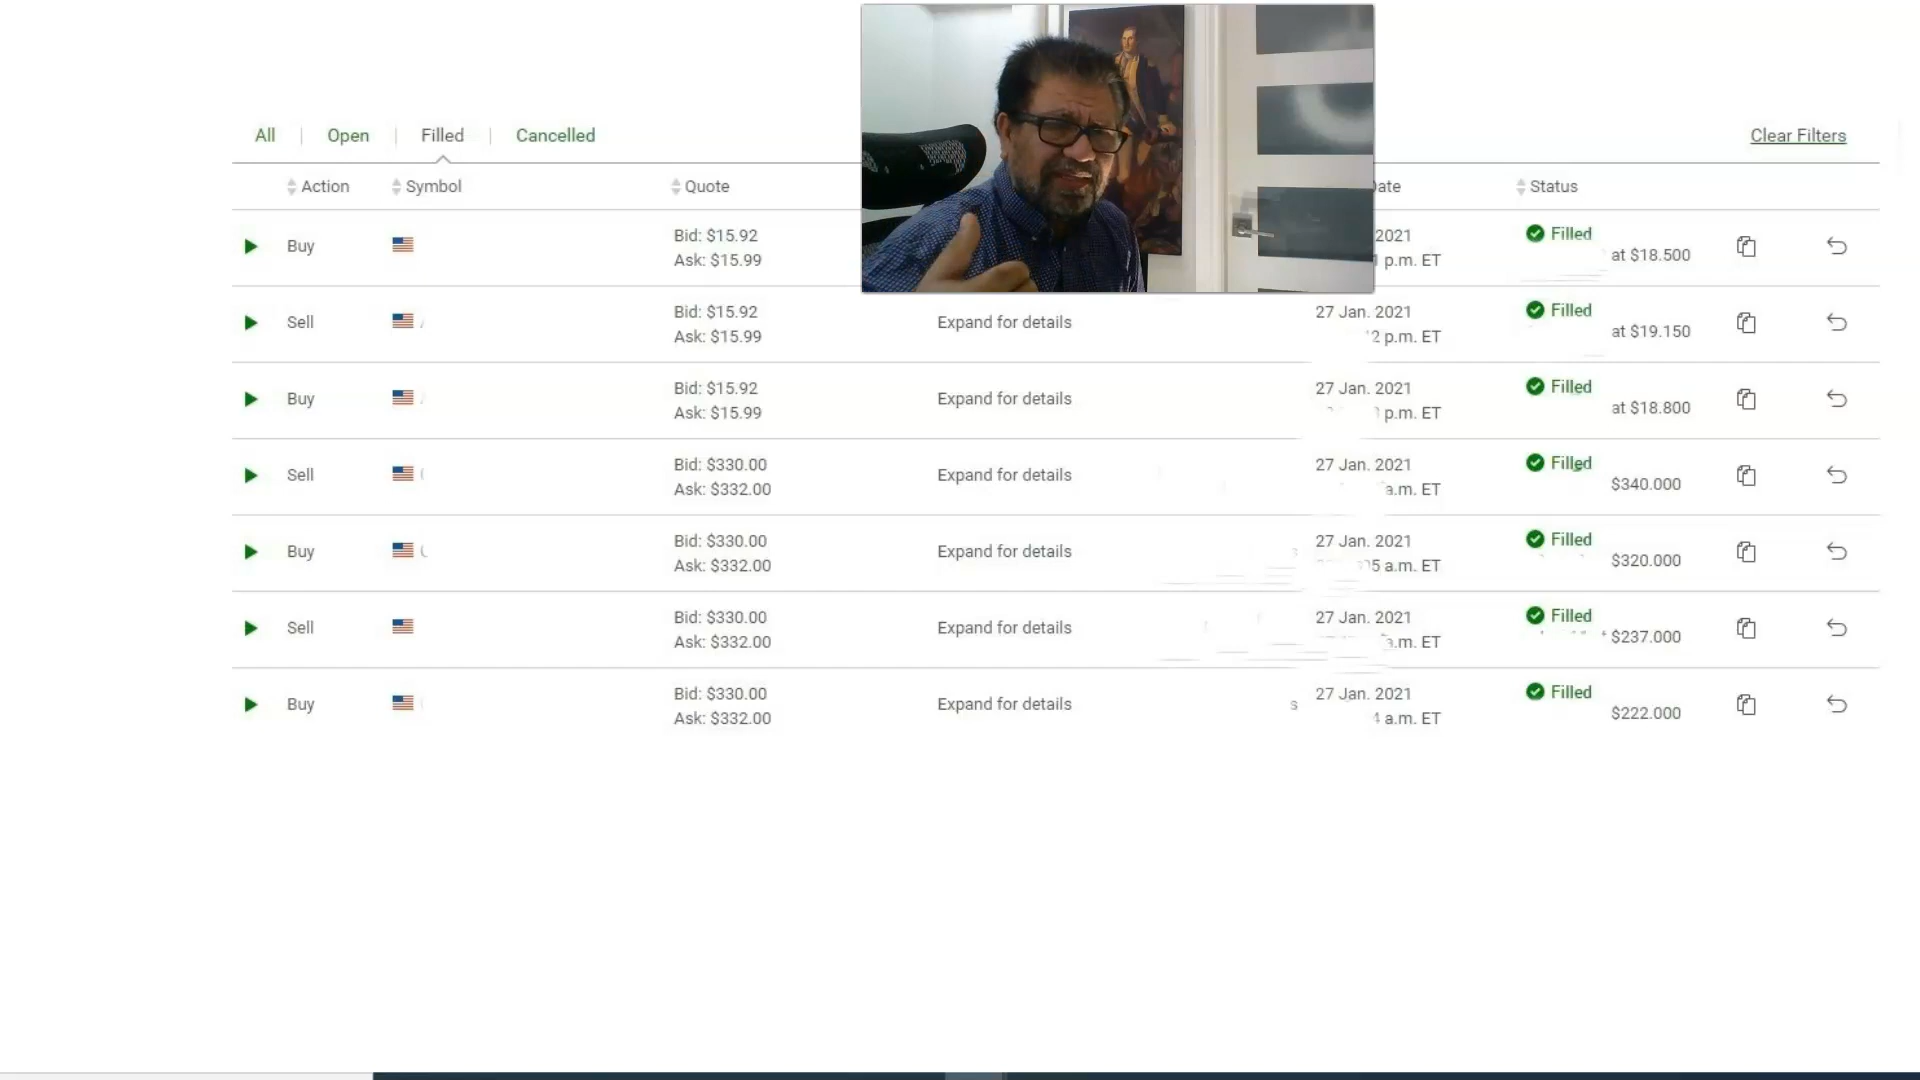 All | Open | Filled | Cancelled Clear Filters
Action Symbol Quote Status
Buy Bid: $15.92 2021 Filled
Ask: $15.99 p.m. ET at $18.500
Sell Bid: $15.92 Expand for details 27 Jan. 2021 Filled
Ask: $15.99 2 p.m. ET at $19.150
Buy Bid: $15.92 Expand for details 27 Jan. 2021 Filled
Ask: $15.99 p.m. ET at $18.800
Sell Bid: $330.00 Expand for details 27 Jan. 2021 Filled
Ask: $332.00 a.m. ET $340.000
Buy Bid: $330.00 Expand for details 27 Jan. 2021 Filled
Ask: $332.00 5 a.m. ET $320.000
Sell Bid: $330.00 Expand for details 27 Jan. 2021 Filled
Ask: $332.00 a.m. ET $237.000
Buy Bid: $330.00 Expand for details s 27 Jan. 2021 Filled
Ask: $332.00 4 a.m. ET $222.000